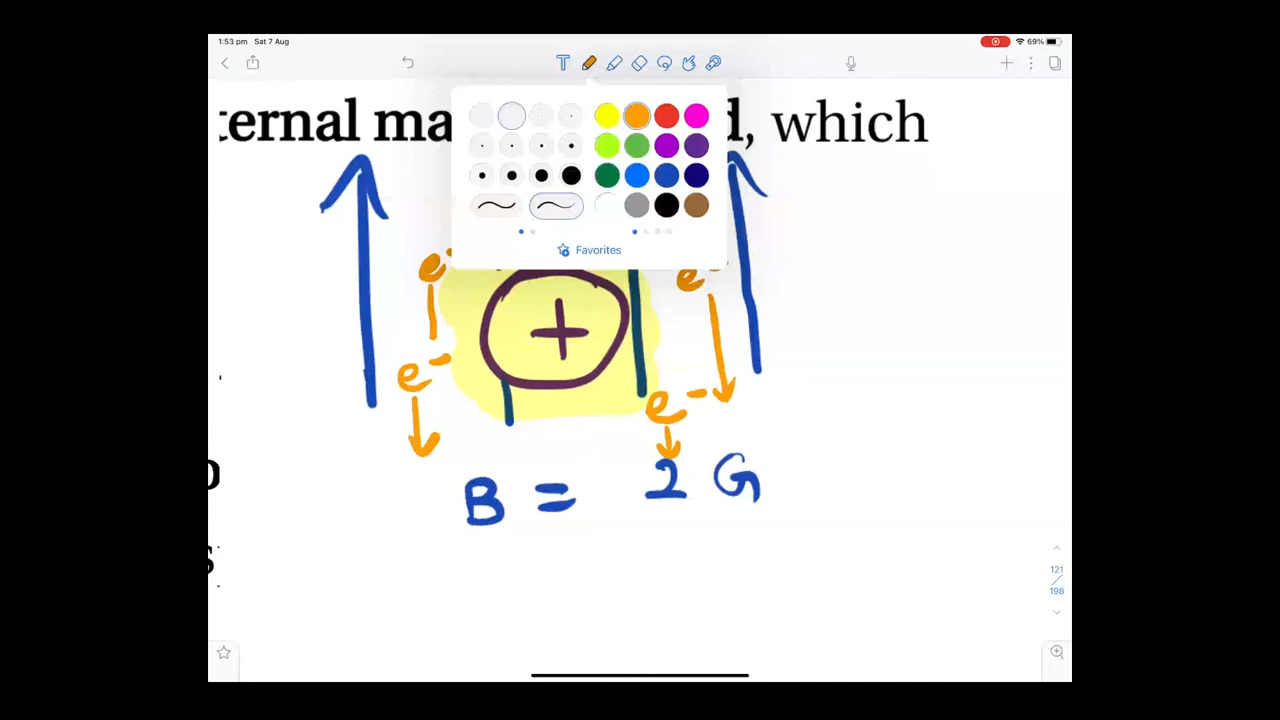 1:53 pm Sat 7 Aug 69%
ternal ma d, which
e⁻ e⁻
+
e⁻ e⁻
B = 2 G
Favorites
121
198